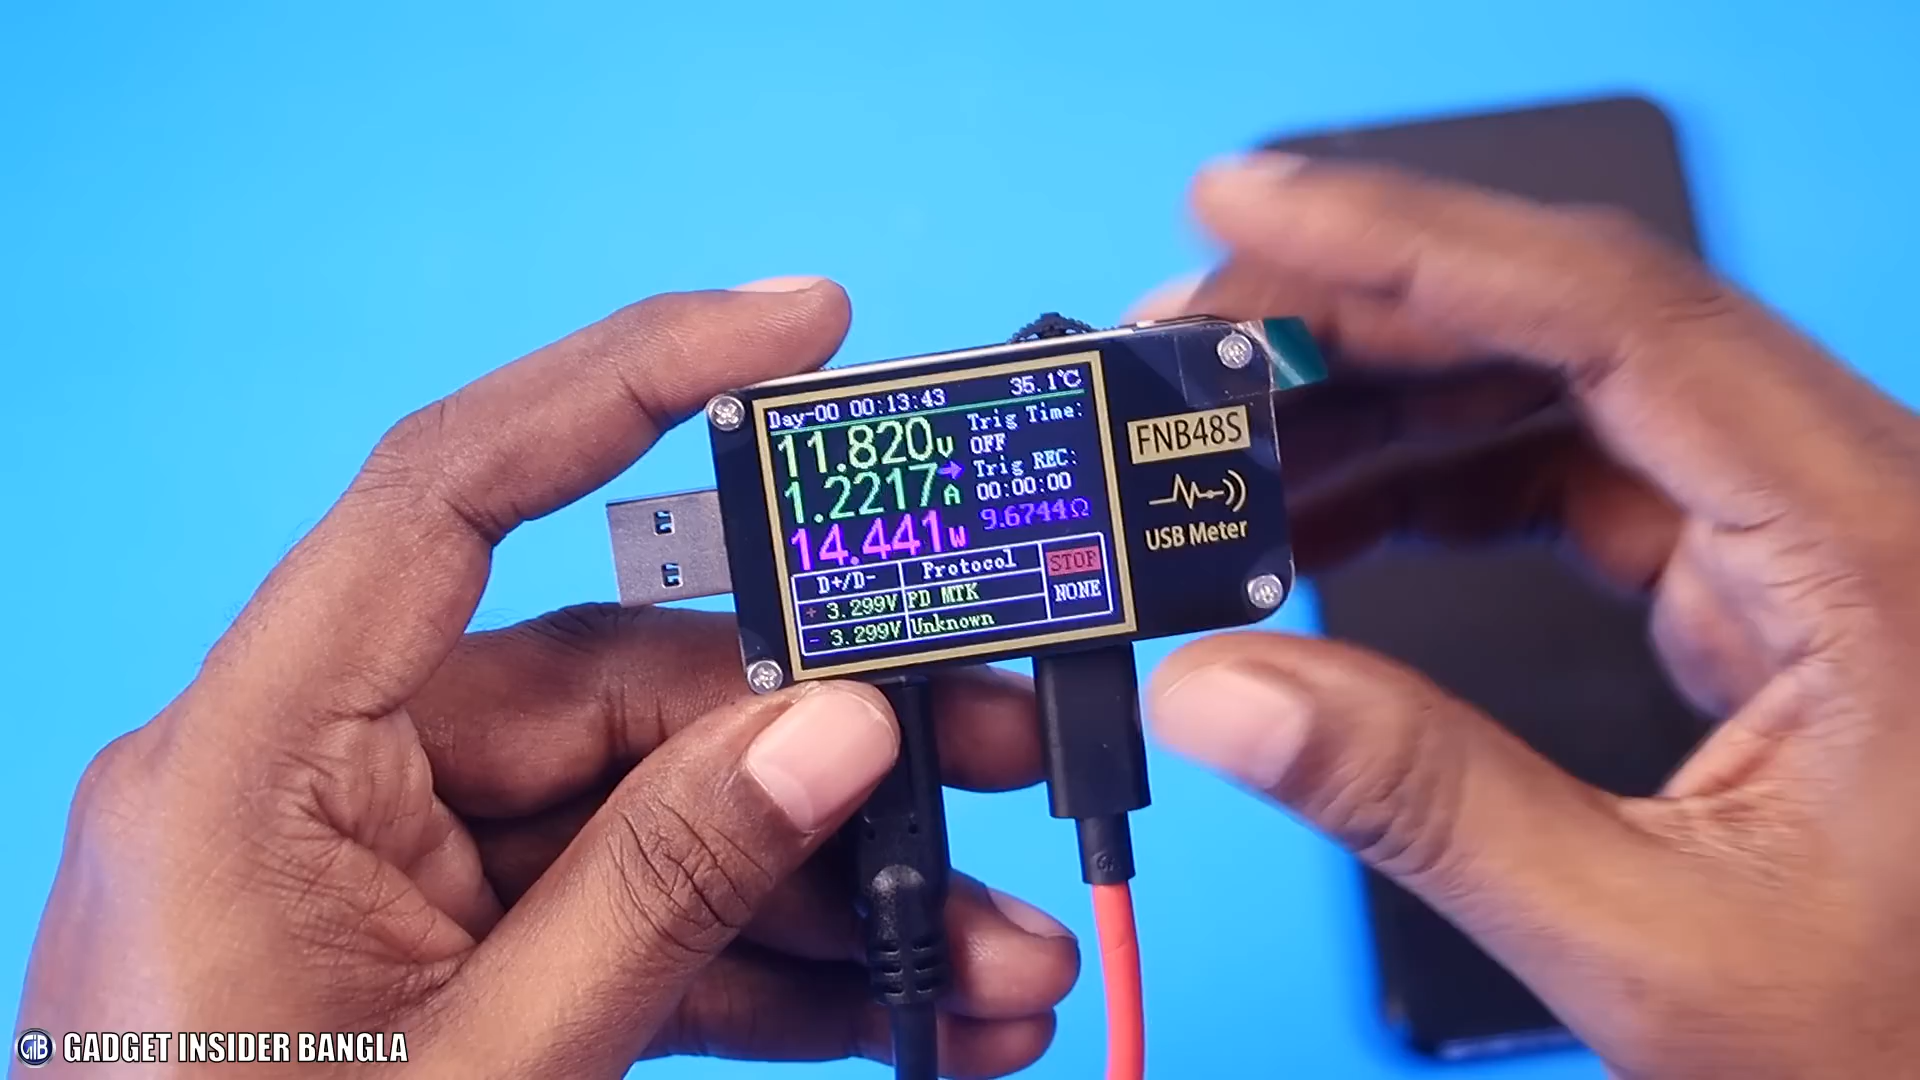 Day-00 00:13:43 35.1℃
11.820V
1.2217A
14.441W
Trig Time:
OFF
Trig REC:
00:00:00
9.6744Ω
D+/D- Protocol STOP
+ 3.299V PD MTK NONE
- 3.299V Unknown
FNB48S
USB Meter
GIB GADGET INSIDER BANGLA